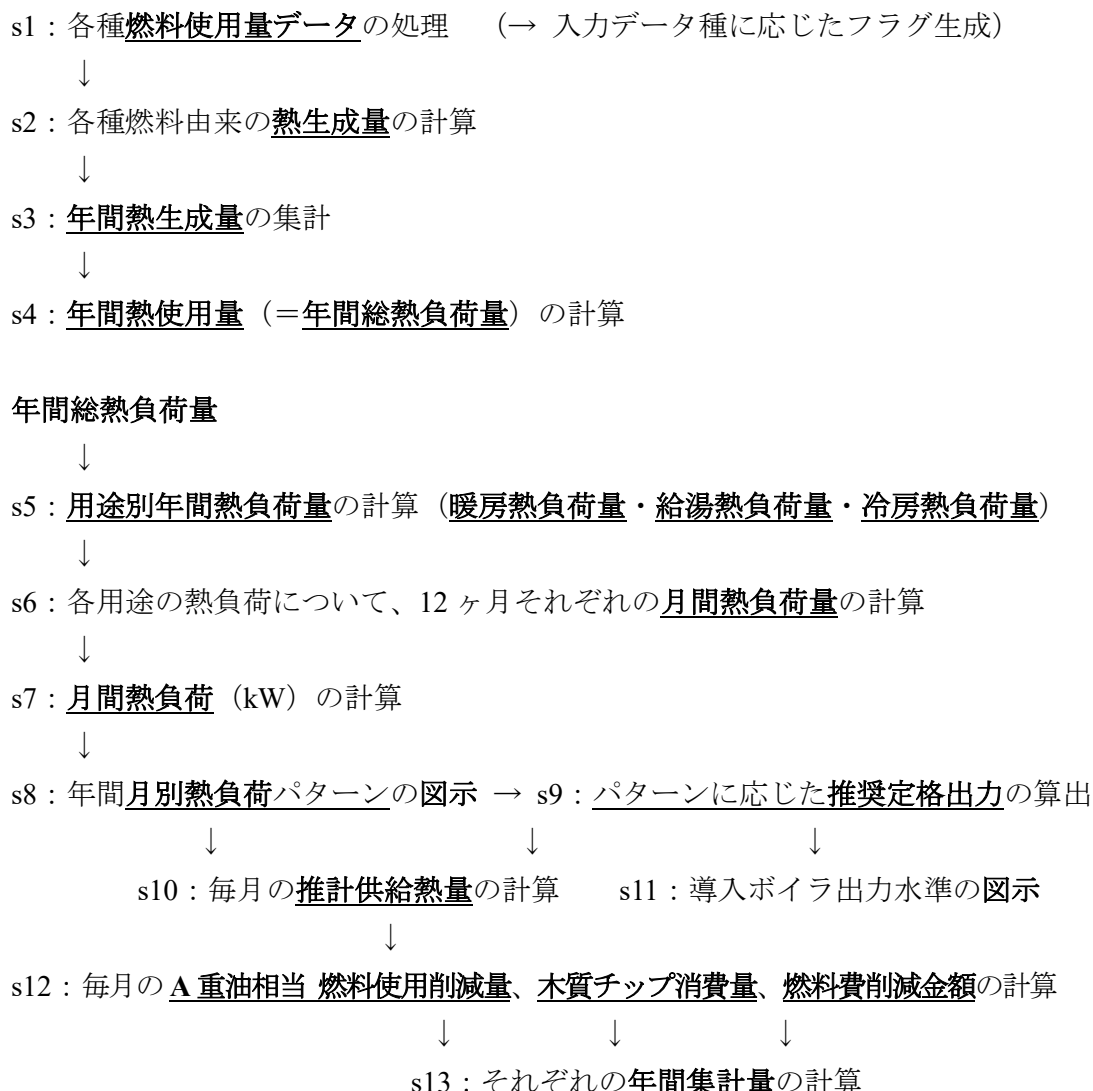 s1：各種燃料使用量データの処理　（→ 入力データ種に応じたフラグ生成）
↓
s2：各種燃料由来の熱生成量の計算
↓
s3：年間熱生成量の集計
↓
s4：年間熱使用量（＝年間総熱負荷量）の計算
年間総熱負荷量
↓
s5：用途別年間熱負荷量の計算（暖房熱負荷量・給湯熱負荷量・冷房熱負荷量）
↓
s6：各用途の熱負荷について、12 ヶ月それぞれの月間熱負荷量の計算
↓
s7：月間熱負荷（kW）の計算
↓
s8：年間月別熱負荷パターンの図示 → s9：パターンに応じた推奨定格出力の算出
↓ ↓ ↓
s10：毎月の推計供給熱量の計算　s11：導入ボイラ出力水準の図示
↓
s12：毎月の A 重油相当 燃料使用削減量、木質チップ消費量、燃料費削減金額の計算
↓ ↓ ↓
s13：それぞれの年間集計量の計算